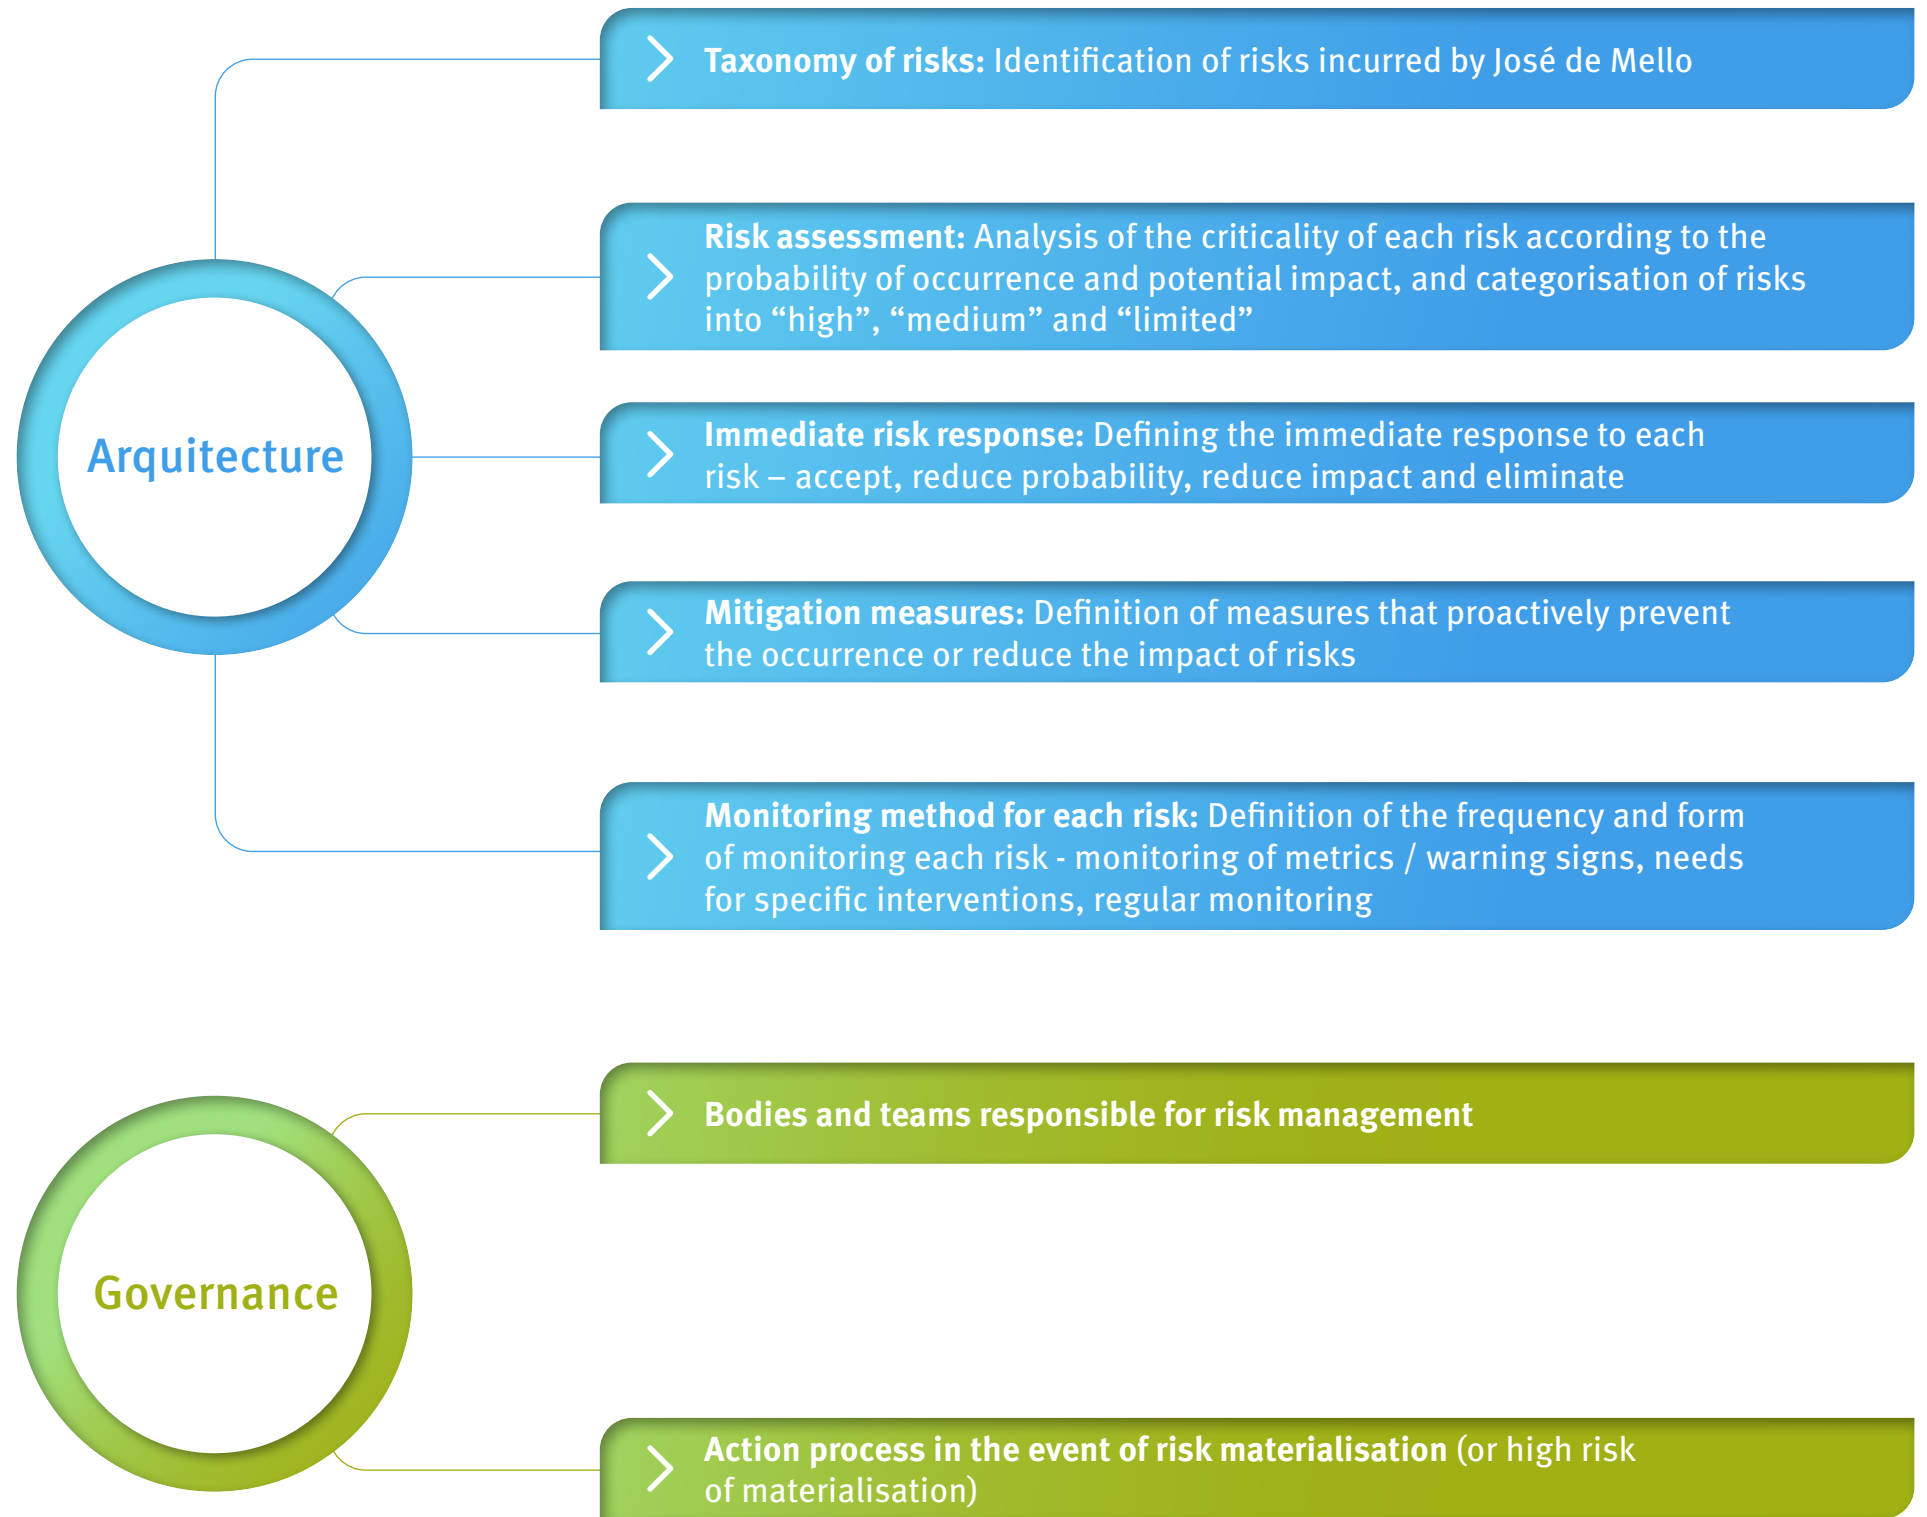 Taxonomy of risks: Identification of risks incurred by José de Mello
Risk assessment: Analysis of the criticality of each risk according to the
probability of occurrence and potential impact, and categorisation of risks
into “high”, “medium” and “limited”
Arquitecture
Immediate risk response: Defining the immediate response to each
risk – accept, reduce probability, reduce impact and eliminate
Mitigation measures: Definition of measures that proactively prevent
the occurrence or reduce the impact of risks
Monitoring method for each risk: Definition of the frequency and form
of monitoring each risk - monitoring of metrics / warning signs, needs
for specific interventions, regular monitoring
Governance
Bodies and teams responsible for risk management
Action process in the event of risk materialisation (or high risk
of materialisation)